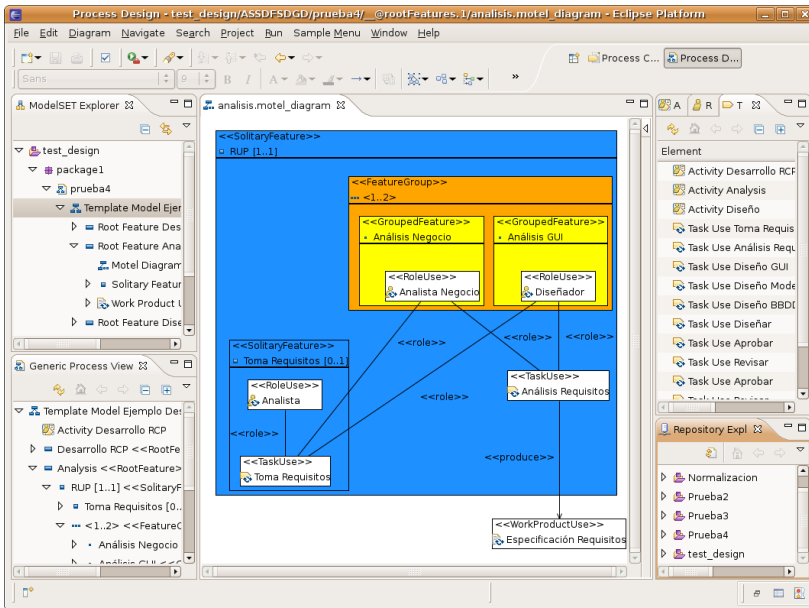 Process Design - test_design/ASSDFSDGD/prueba4/__@rootFeatures.1/analisis.motel_diagram - Eclipse Platform
File Edit Diagram Navigate Search Project Run Sample Menu Window Help
Process C... Process D...
Sans 9 B I A »
ModelSET Explorer
test_design
package1
prueba4
Template Model Ejer
Root Feature Des
Root Feature Ana
Motel Diagram
Solitary Featur
Work Product U
Root Feature Dise
Generic Process View
Template Model Ejemplo Des
Activity Desarrollo RCP
Desarrollo RCP <<RootFe
Analysis <<RootFeature>
RUP [1..1] <<SolitaryF
Toma Requisitos [0..
<1..2> <<FeatureG
Análisis Negocio
Análisis GUI <<G
analisis.motel_diagram
<<SolitaryFeature>>
RUP [1..1]
<<FeatureGroup>>
<1..2>
<<GroupedFeature>>
Análisis Negocio
<<GroupedFeature>>
Análisis GUI
<<RoleUse>>
Analista Negocio
<<RoleUse>>
Diseñador
<<SolitaryFeature>>
Toma Requisitos [0..1]
<<RoleUse>>
Analista
<<role>>
<<role>>
<<role>>
<<role>>
<<role>>
<<TaskUse>>
Análisis Requisitos
<<TaskUse>>
Toma Requisitos
<<produce>>
<<WorkProductUse>>
Especificación Requisitos
A R T
Element
Activity Desarrollo RCP
Activity Analysis
Activity Diseño
Task Use Toma Requis
Task Use Análisis Requ
Task Use Diseño GUI
Task Use Diseño Mode
Task Use Diseño BBDD
Task Use Diseñar
Task Use Aprobar
Task Use Revisar
Task Use Aprobar
Task Use Revisar
Repository Expl
Normalizacion
Prueba2
Prueba3
Prueba4
test_design